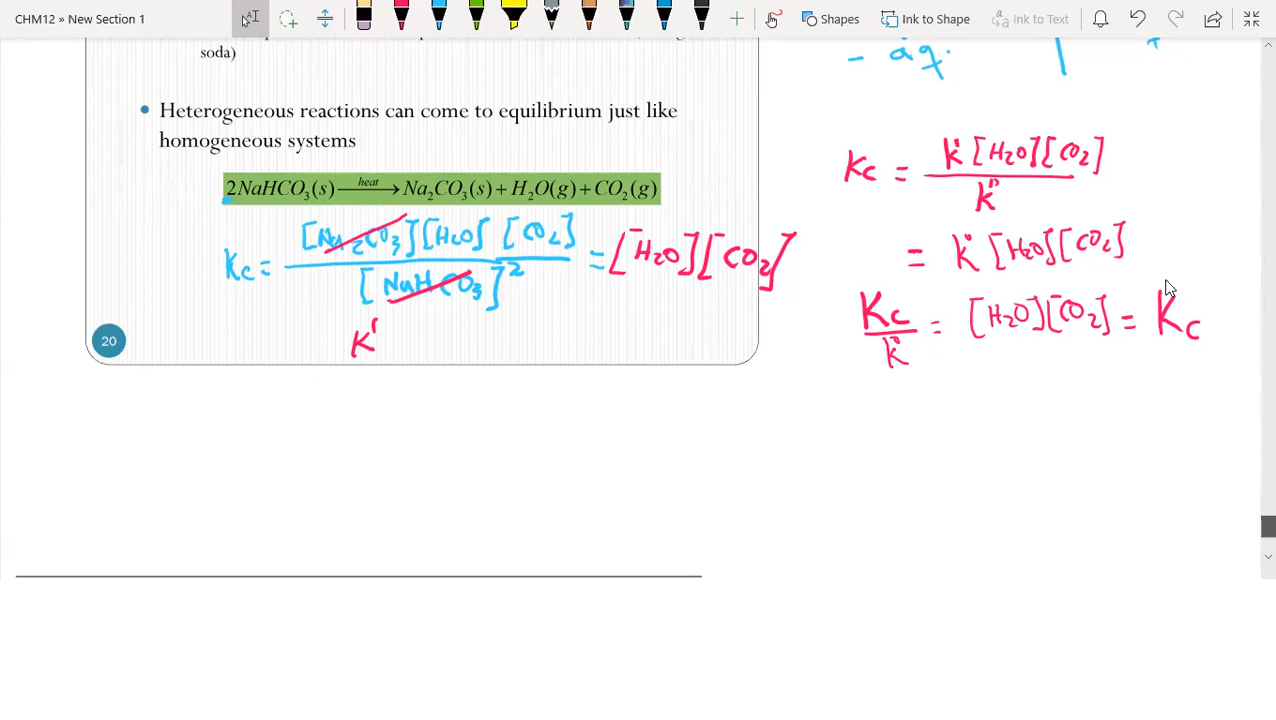 CHM12 » New Section 1
Shapes
Ink to Shape
Ink to Text
soda)
- aq.
• Heterogeneous reactions can come to equilibrium just like
homogeneous systems
2NaHCO₃(s) —heat→ Na₂CO₃(s) + H₂O(g) + CO₂(g)
Kc = [Na₂CO₃][H₂O][CO₂] / [NaHCO₃]² = [H₂O][CO₂]
K'
20
Kc = K'[H₂O][CO₂] / K"
= K°[H₂O][CO₂]
Kc / K° = [H₂O][CO₂] = Kc